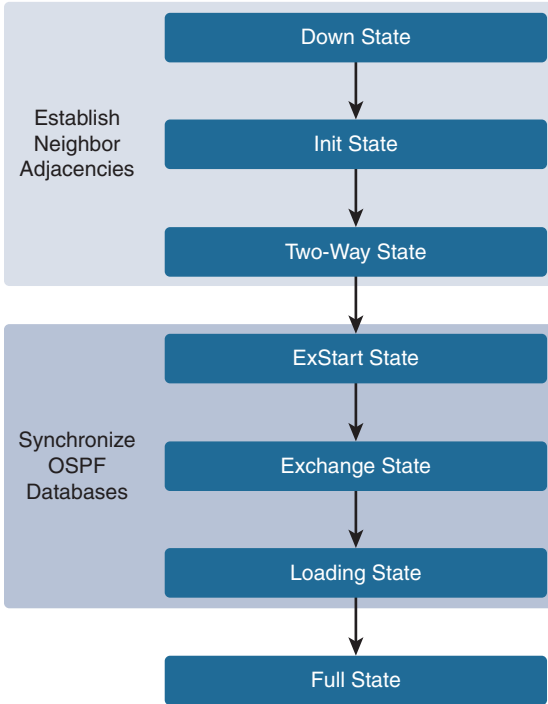 Down State
Establish
Neighbor
Adjacencies
Init State
Two-Way State
ExStart State
Synchronize
OSPF
Databases
Exchange State
Loading State
Full State